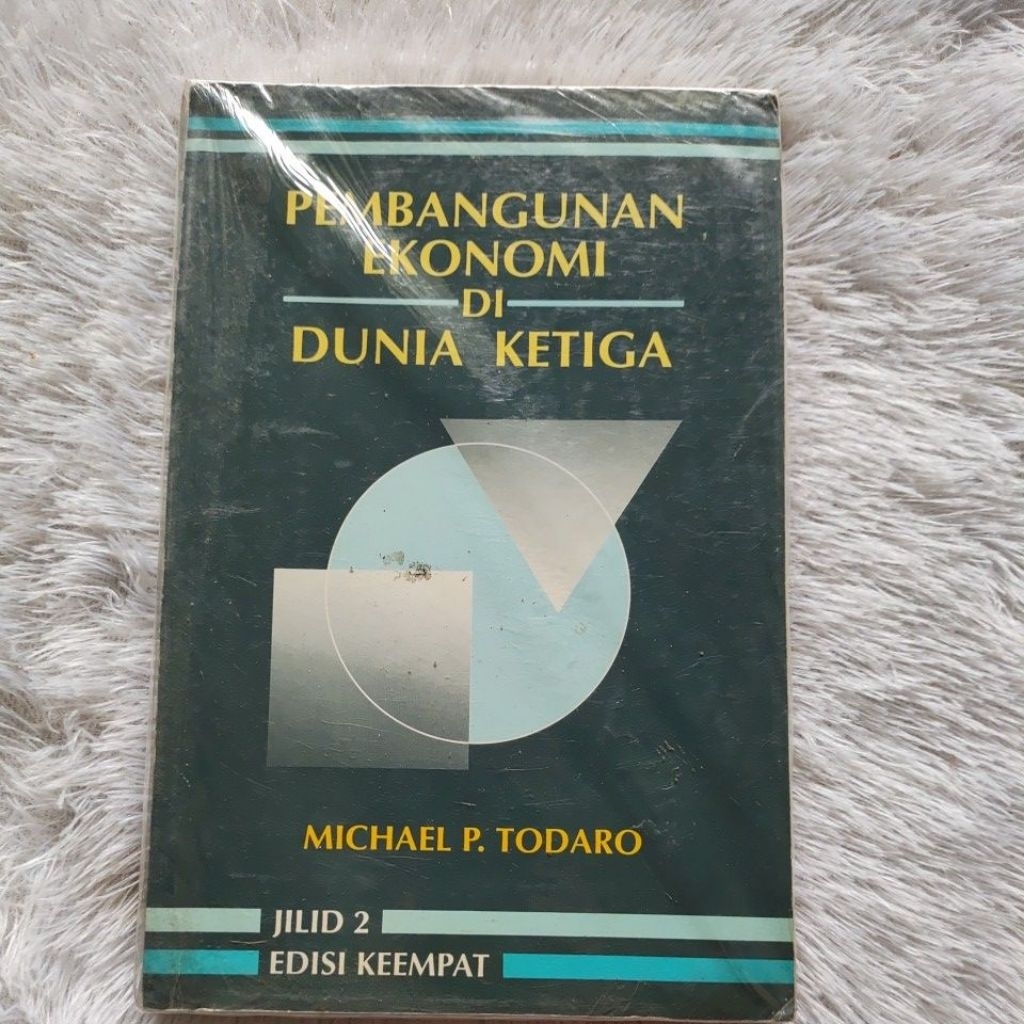 PEMBANGUNAN
EKONOMI
DI
DUNIA KETIGA
MICHAEL P. TODARO
JILID 2
EDISI KEEMPAT